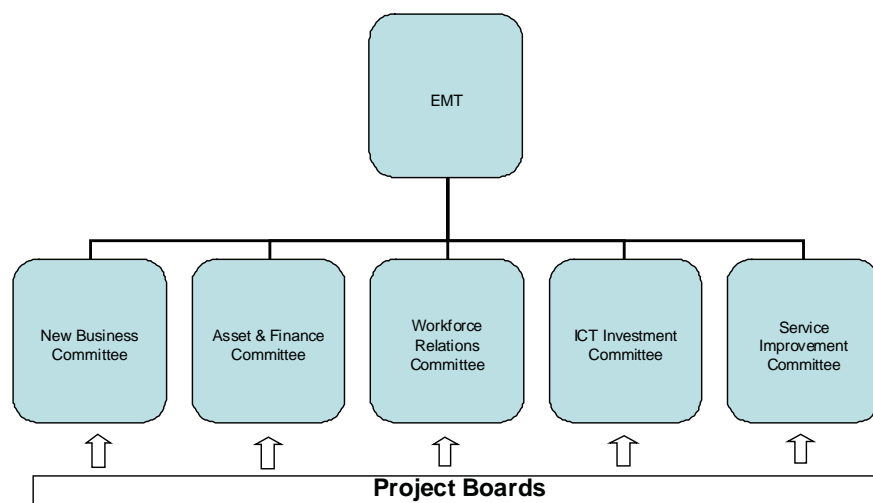 EMT
New Business
Committee
Asset & Finance
Committee
Workforce
Relations
Committee
ICT Investment
Committee
Service
Improvement
Committee
Project Boards